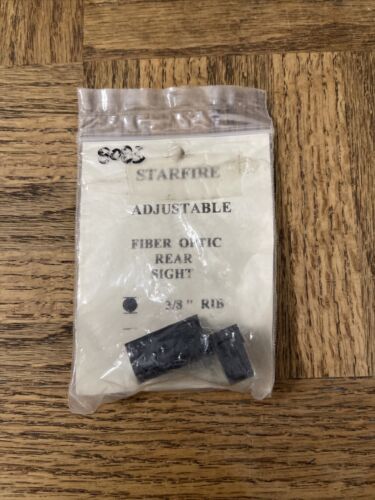 STARFIRE
ADJUSTABLE
FIBER OPTIC
REAR
SIGHT
3/8" RIB